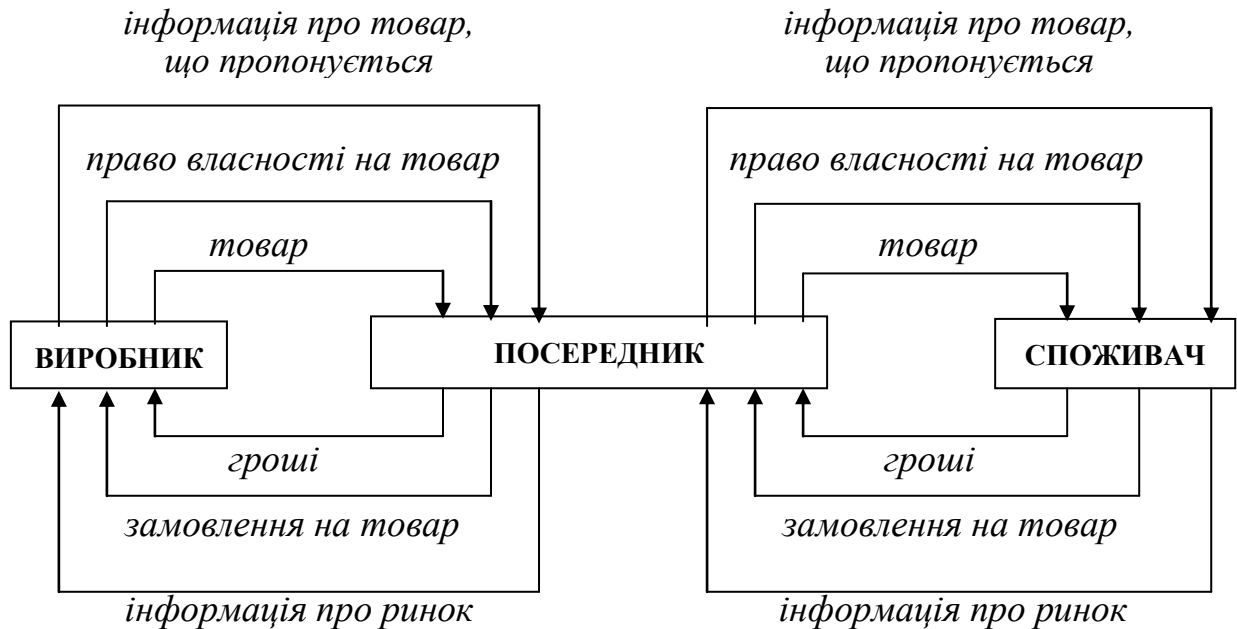 інформація про товар,
що пропонується
інформація про товар,
що пропонується
право власності на товар
право власності на товар
товар
товар
ВИРОБНИК
ПОСЕРЕДНИК
СПОЖИВАЧ
гроші
гроші
замовлення на товар
замовлення на товар
інформація про ринок
інформація про ринок